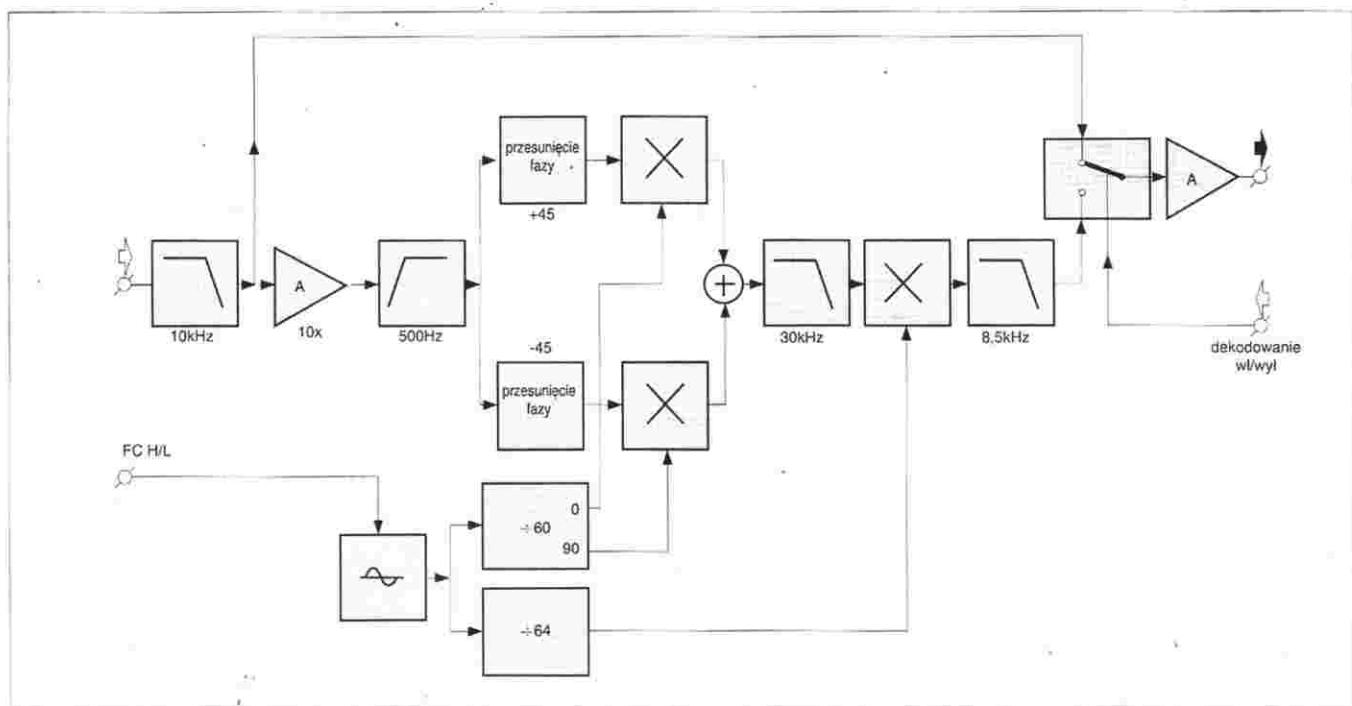 przesunięcie
fazy
+45
A
10kHz
A
10x
500Hz
-45
przesunięcie
fazy
30kHz
8,5kHz
dekodowanie
wł/wył
FC H/L
÷60
0
90
÷64